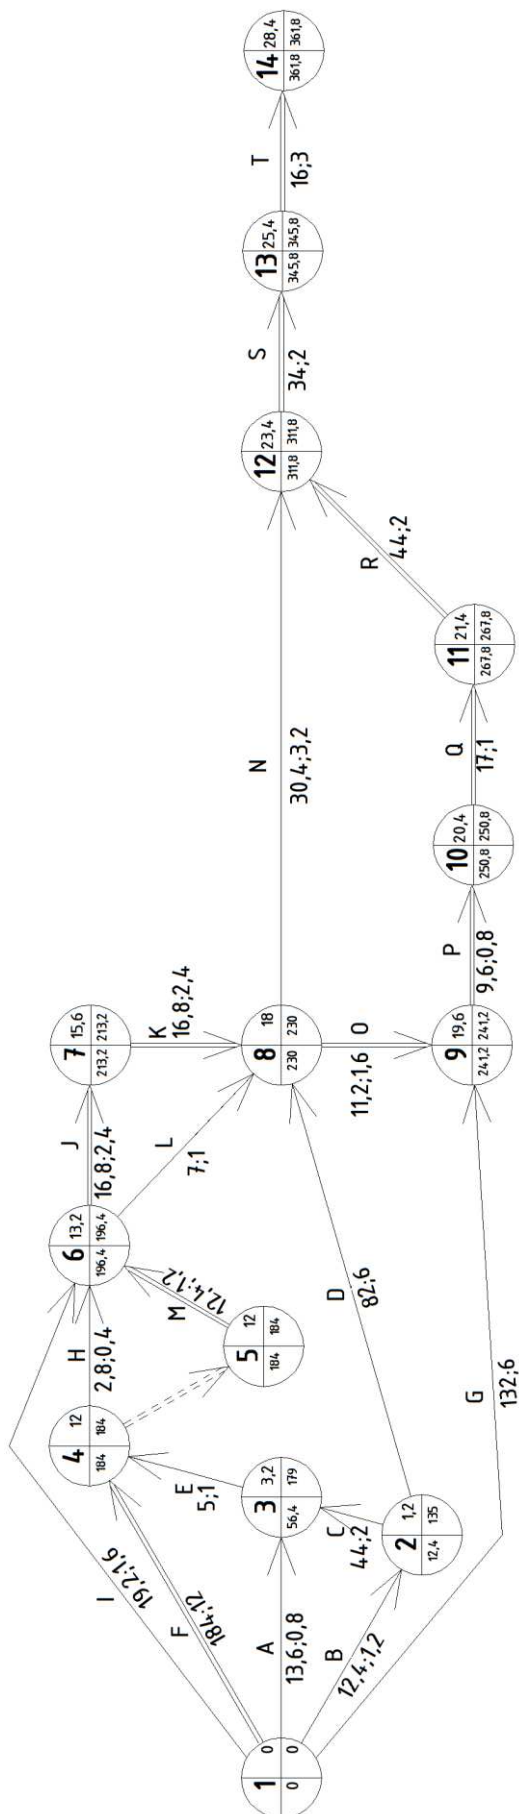 1 0
0 0
I
19,2;1,6
F
184;12
A
13,6;0,8
B
12,4;1,2
G
132;6
2 1,2
12,4 135
C
44;2
D
82;6
3 3,2
56,4 179
E
5;1
4 12
184 184
H
2,8;0,4
5 12
184 184
M
12,4;1,2
6 13,2
196,4 196,4
J
16,8;2,4
L
7;1
7 15,6
213,2 213,2
K
16,8;2,4
8 18
230 230
N
30,4;3,2
O
11,2;1,6
9 19,6
241,2 241,2
P
9,6;0,8
10 20,4
250,8 250,8
Q
17;1
11 21,4
267,8 267,8
R
44;2
12 23,4
311,8 311,8
S
34;2
13 25,4
345,8 345,8
T
16;3
14 28,4
361,8 361,8